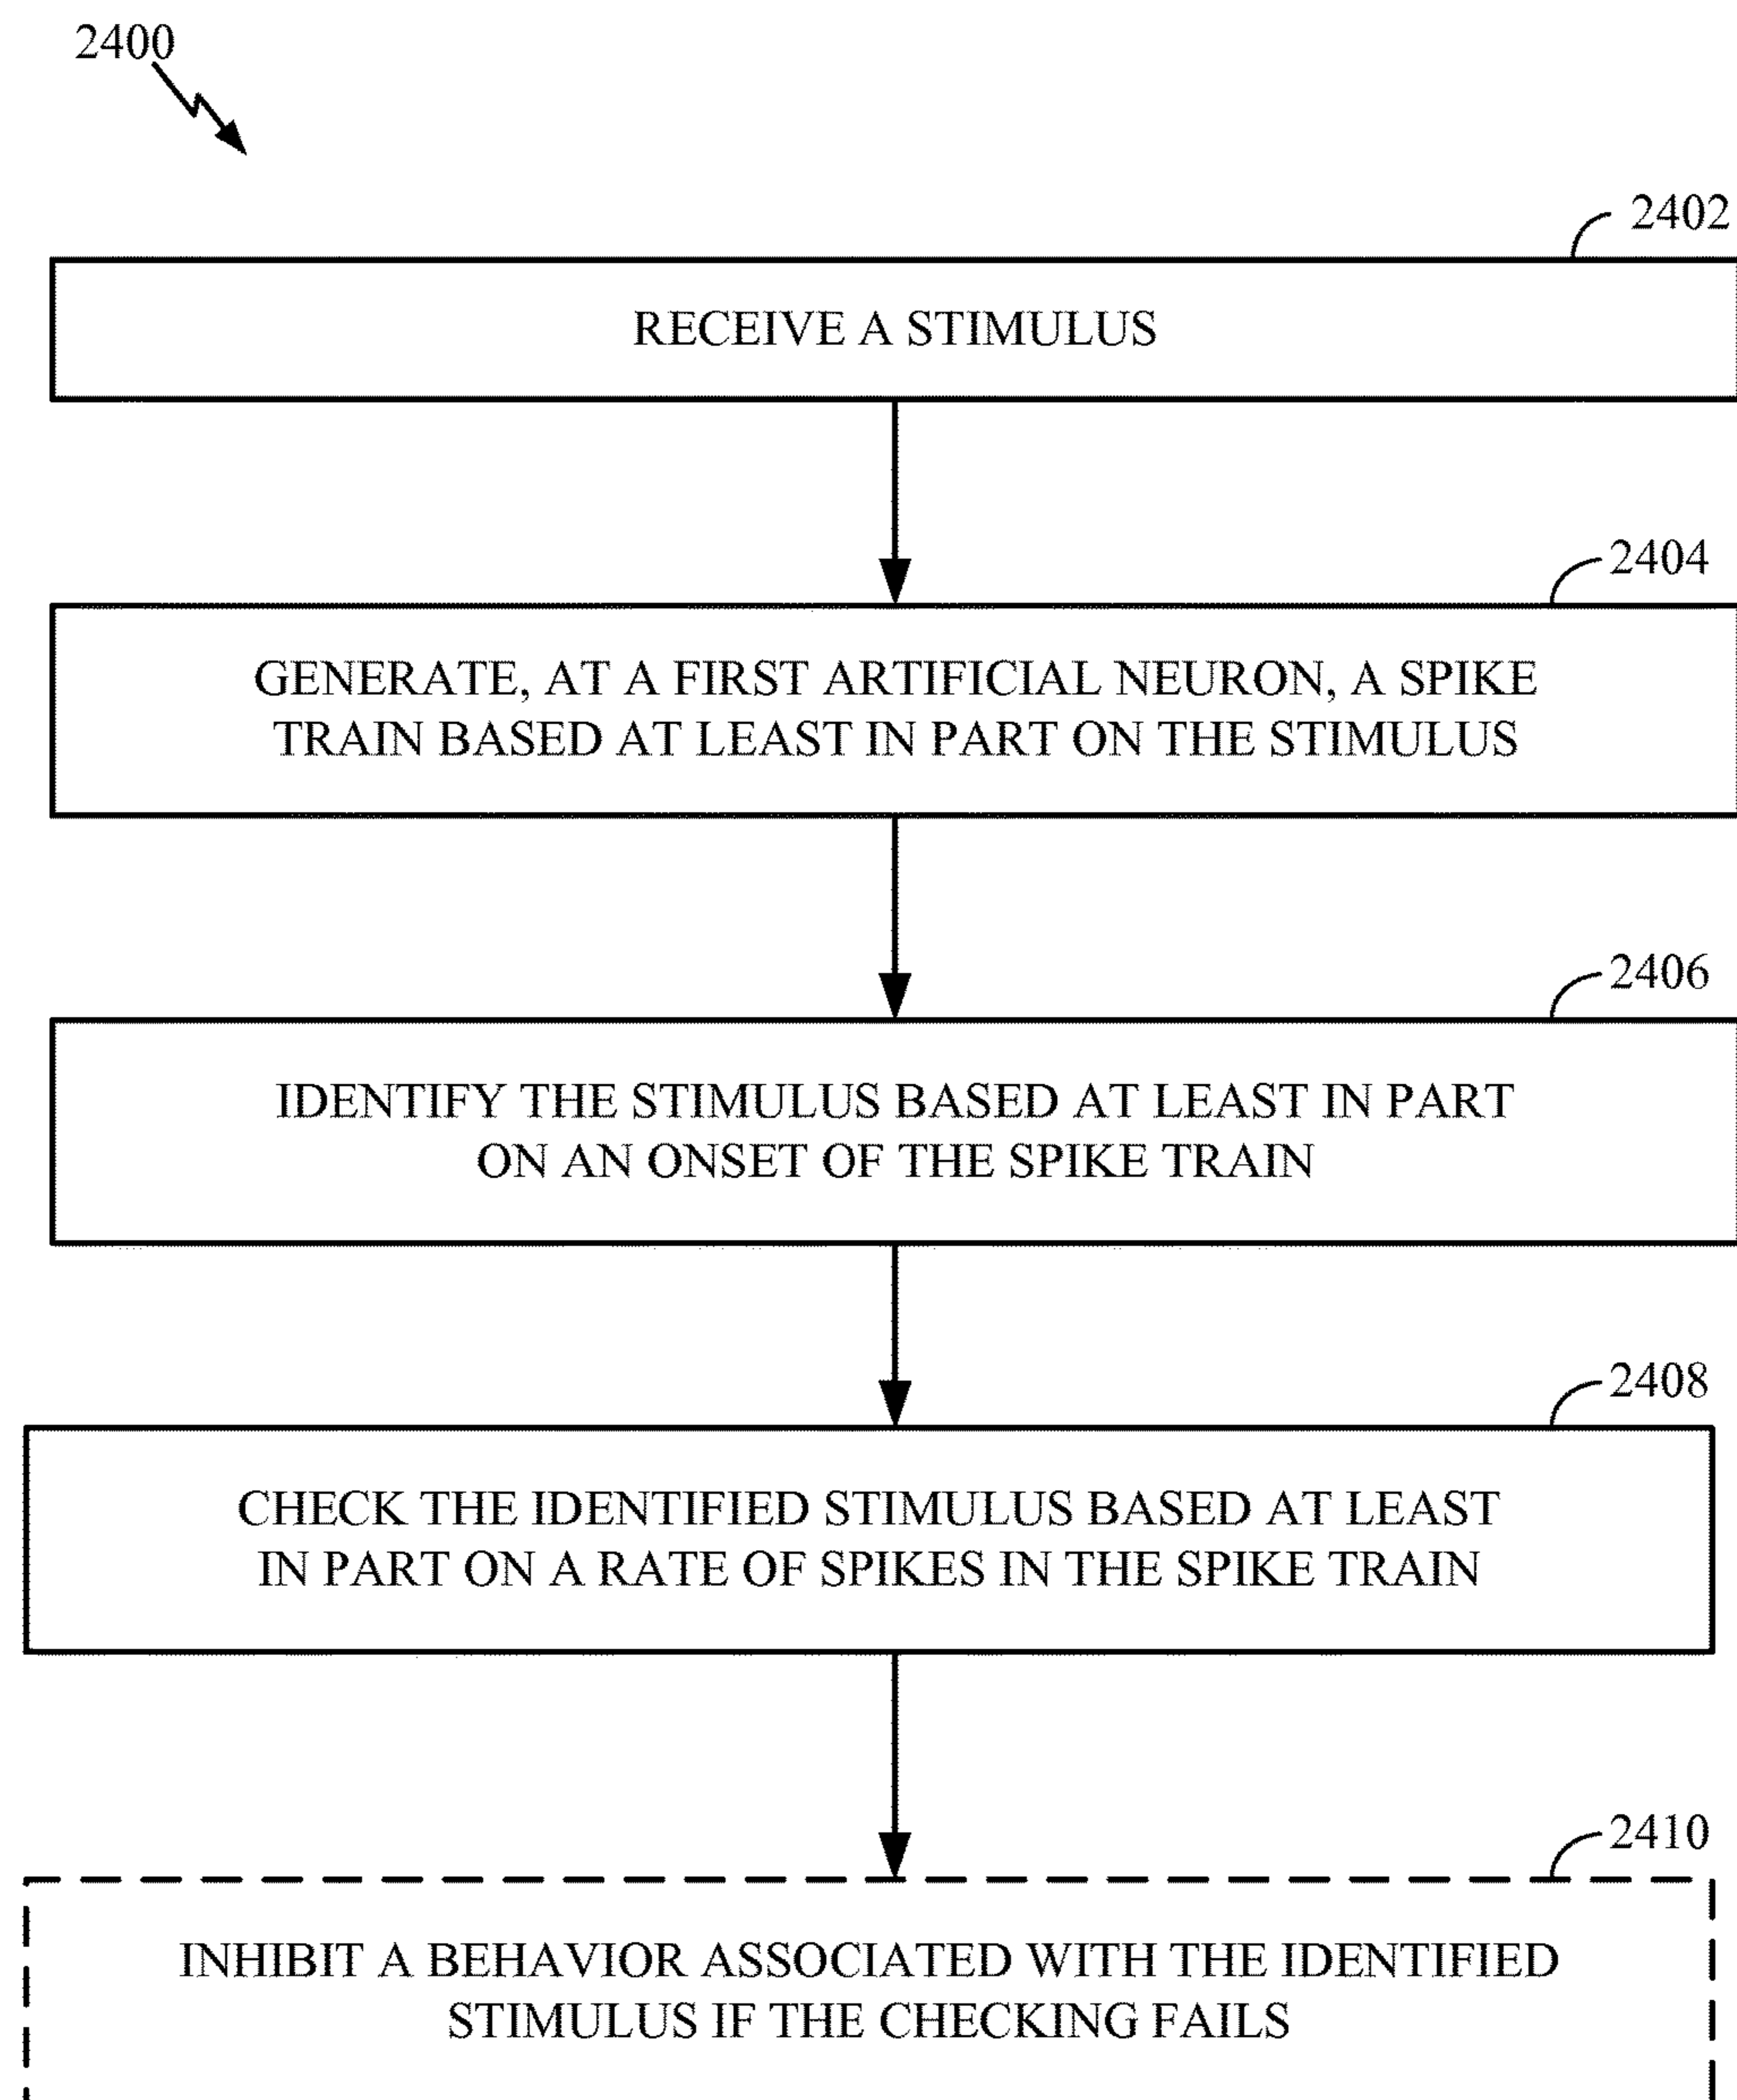 2400
2402
RECEIVE A STIMULUS
2404
GENERATE, AT A FIRST ARTIFICIAL NEURON, A SPIKE
TRAIN BASED AT LEAST IN PART ON THE STIMULUS
2406
IDENTIFY THE STIMULUS BASED AT LEAST IN PART
ON AN ONSET OF THE SPIKE TRAIN
2408
CHECK THE IDENTIFIED STIMULUS BASED AT LEAST
IN PART ON A RATE OF SPIKES IN THE SPIKE TRAIN
2410
INHIBIT A BEHAVIOR ASSOCIATED WITH THE IDENTIFIED
STIMULUS IF THE CHECKING FAILS